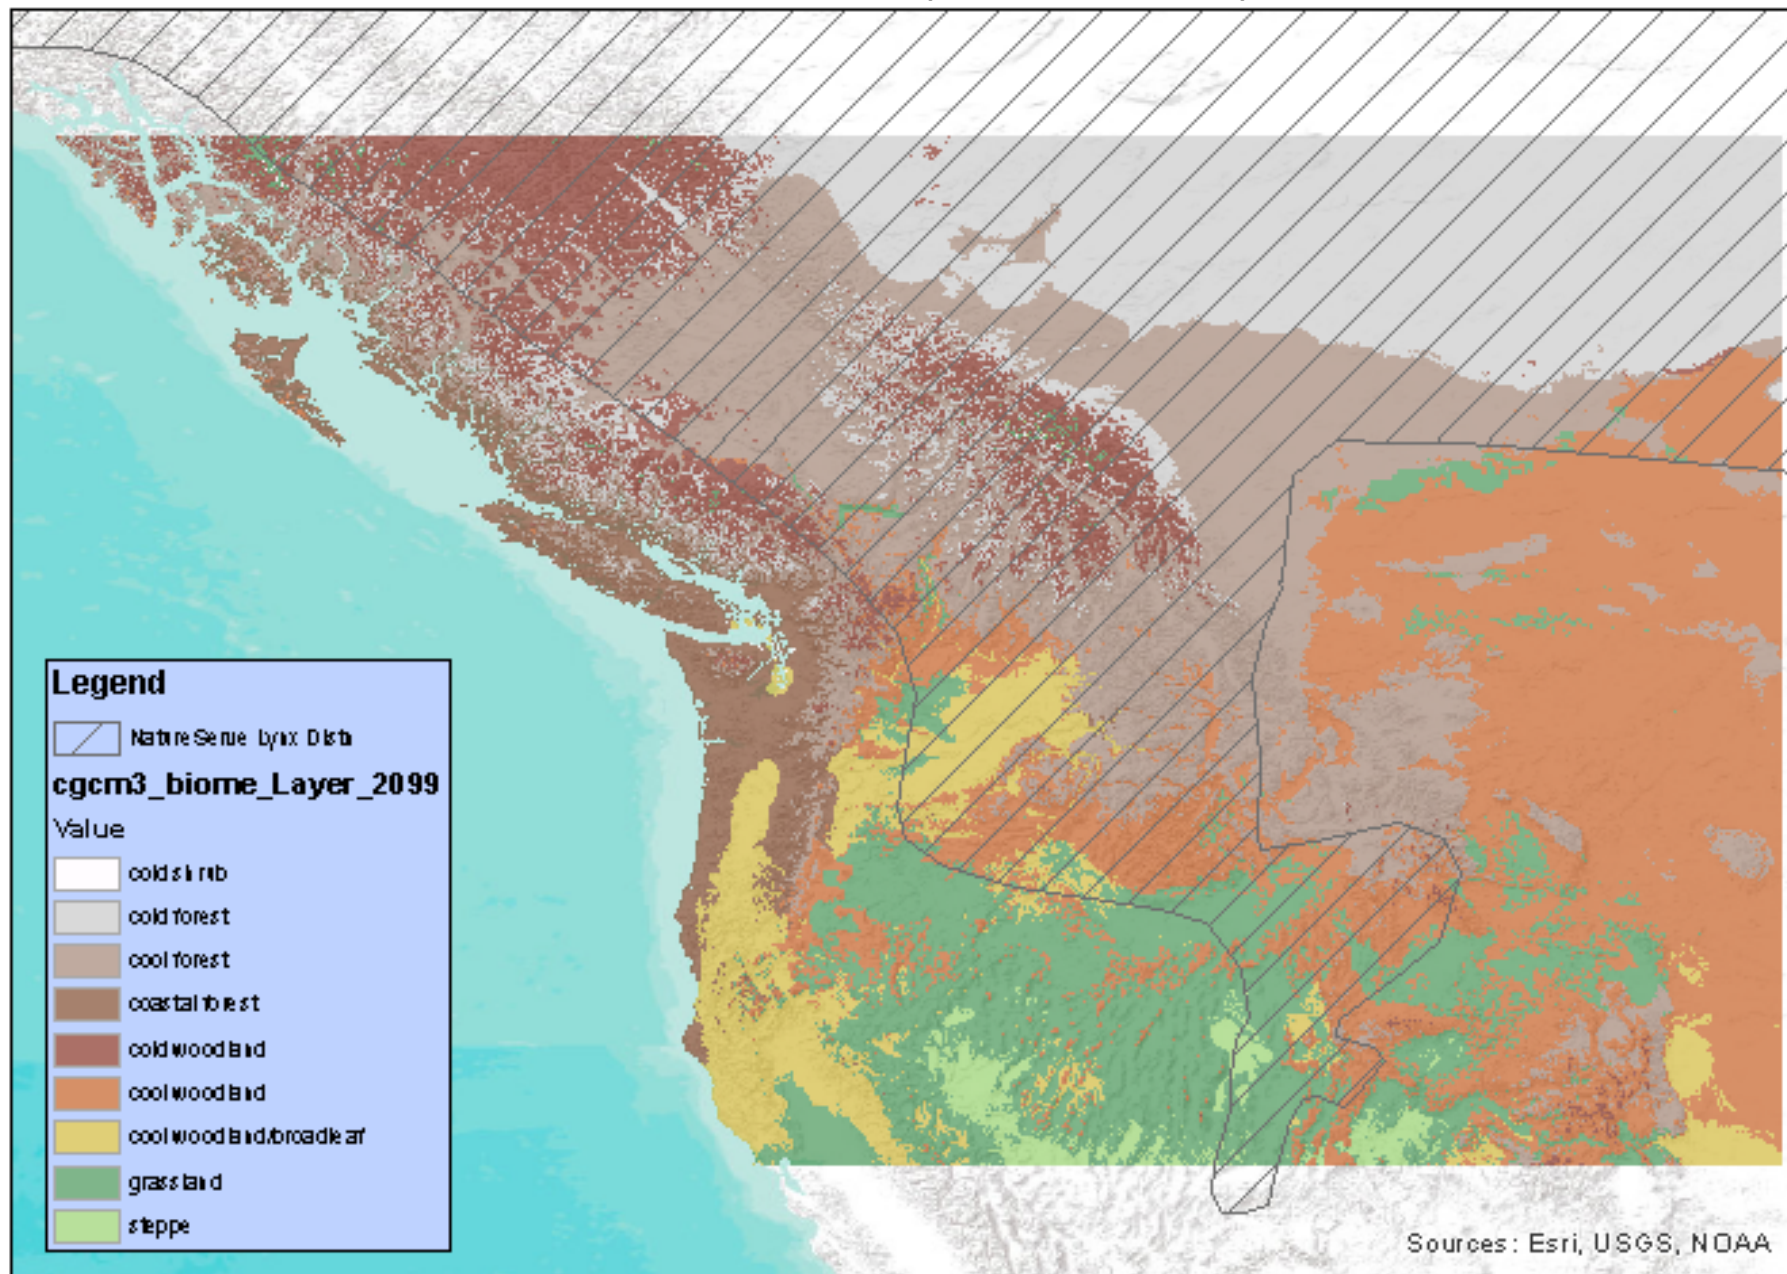 Legend
NatureServe Lynx Distn
cgcm3_biome_Layer_2099
Value
cold shrub
cold forest
cool forest
coastal forest
cold woodland
cool woodland
cool woodland/broadleaf
grassland
steppe
Sources: Esri, USGS, NOAA